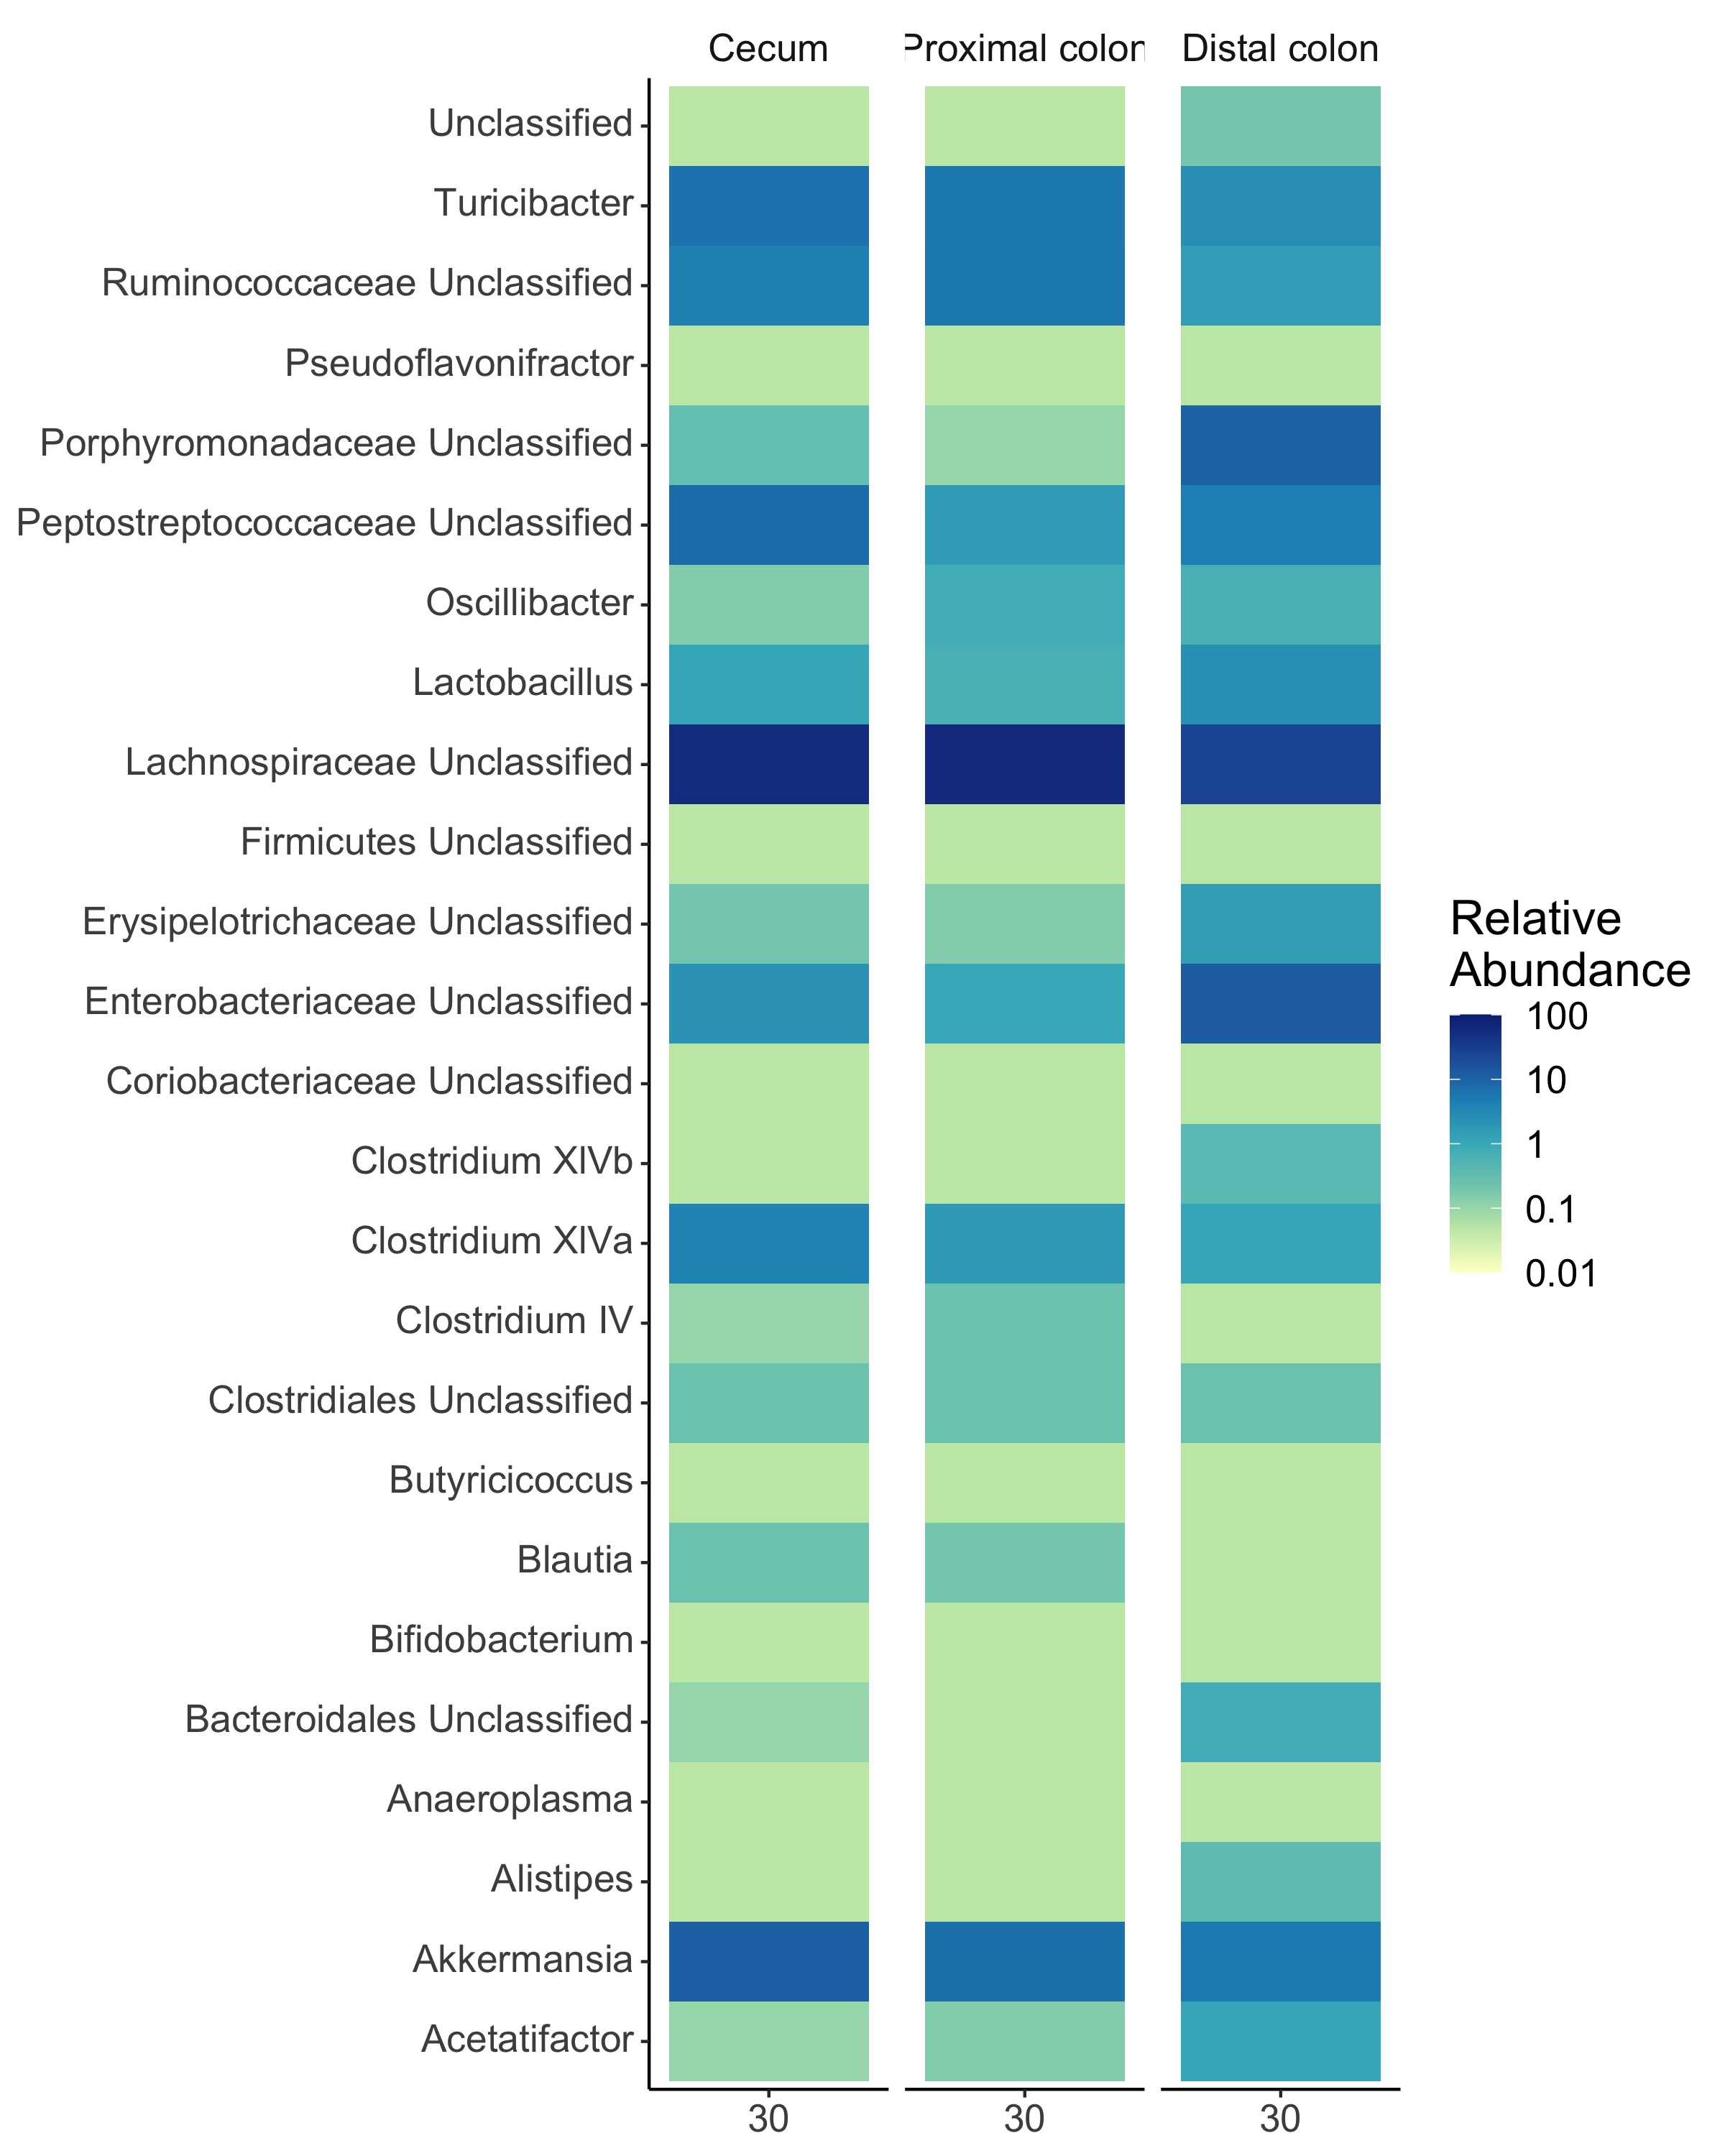 Cecum Proximal colon Distal colon
Unclassified
Turicibacter
Ruminococcaceae Unclassified
Pseudoflavonifractor
Porphyromonadaceae Unclassified
Peptostreptococcaceae Unclassified
Oscillibacter
Lactobacillus
Lachnospiraceae Unclassified
Firmicutes Unclassified
Erysipelotrichaceae Unclassified
Enterobacteriaceae Unclassified
Coriobacteriaceae Unclassified
Clostridium XlVb
Clostridium XlVa
Clostridium IV
Clostridiales Unclassified
Butyricicoccus
Blautia
Bifidobacterium
Bacteroidales Unclassified
Anaeroplasma
Alistipes
Akkermansia
Acetatifactor
30 30 30
Relative
Abundance
100
10
1
0.1
0.01